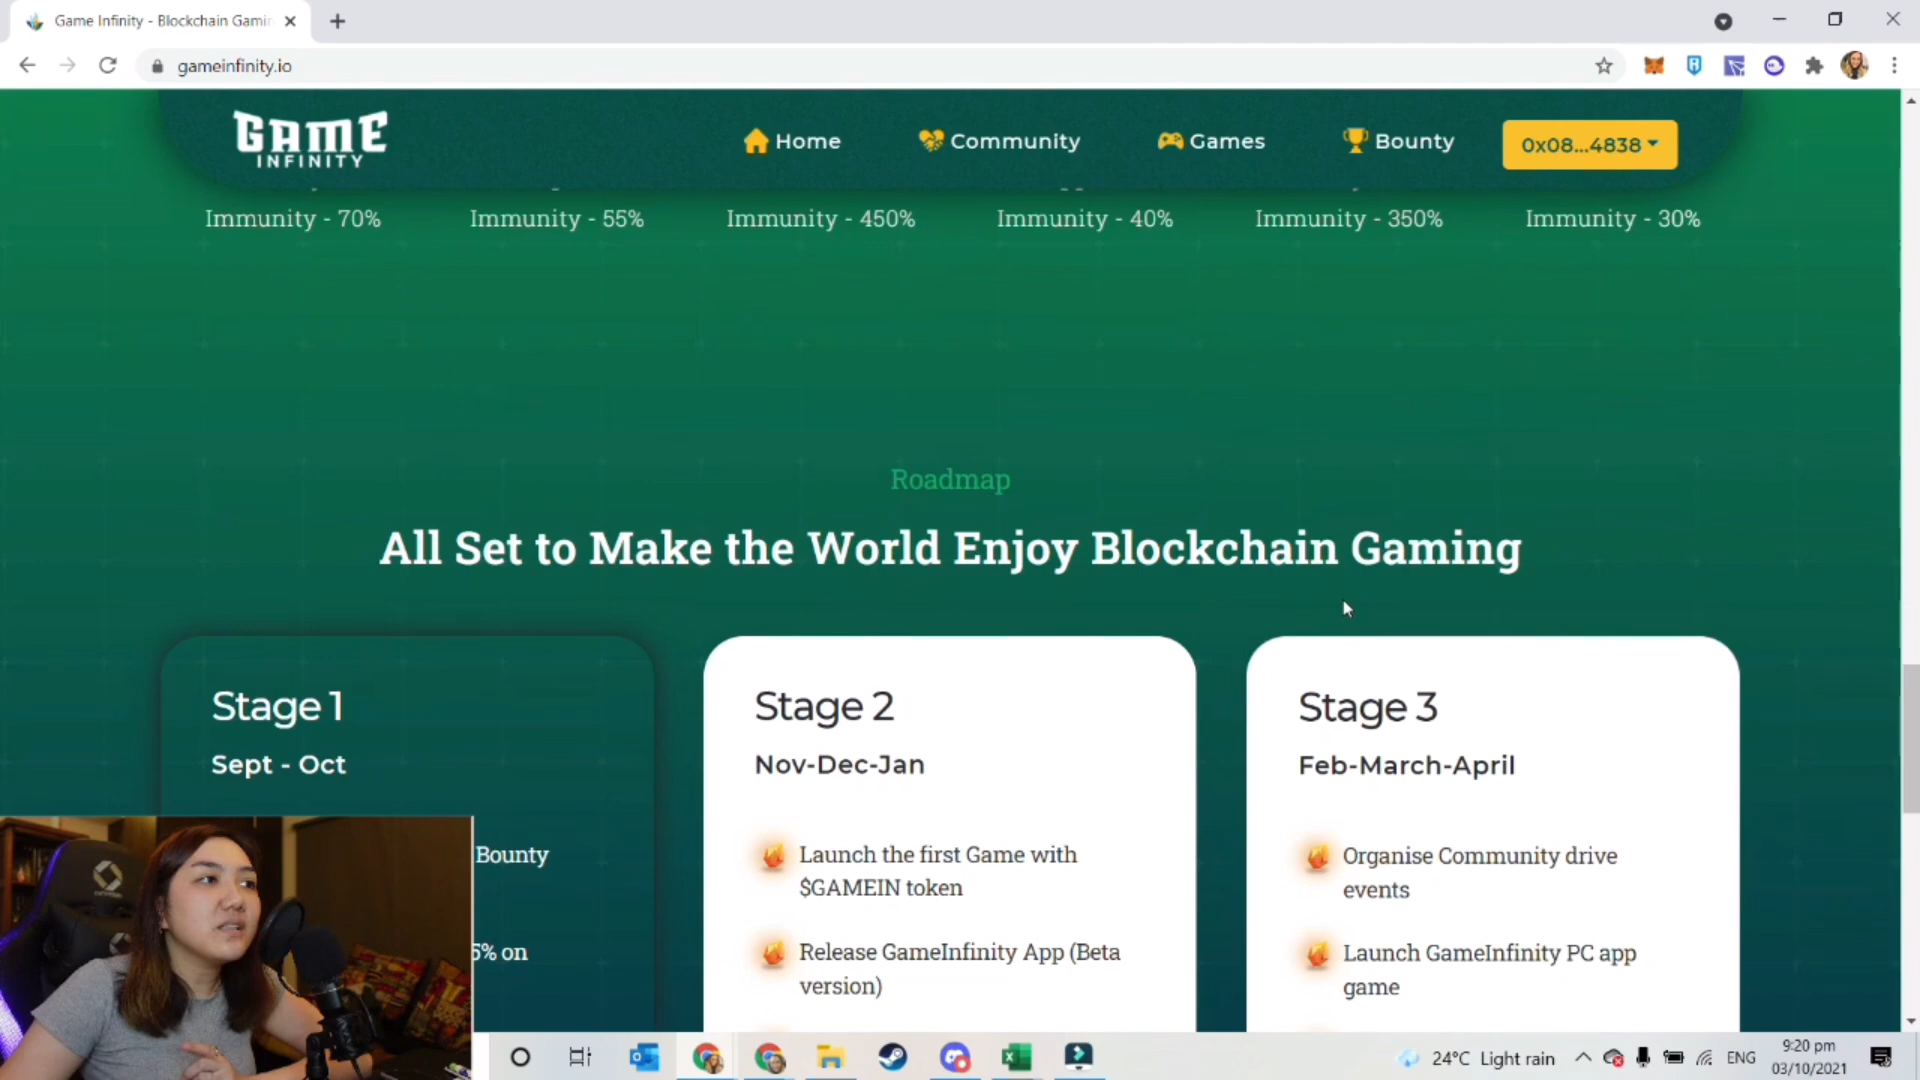 Game Infinity - Blockchain Gamin
gameinfinity.io
GAME
INFINITY
Home
Community
Games
Bounty
0x08...4838
Immunity - 70%
Immunity - 55%
Immunity - 450%
Immunity - 40%
Immunity - 350%
Immunity - 30%
Roadmap
All Set to Make the World Enjoy Blockchain Gaming
Stage 1
Sept - Oct
Bounty
5% on
Stage 2
Nov-Dec-Jan
Launch the first Game with
$GAMEIN token
Release GameInfinity App (Beta
version)
Stage 3
Feb-March-April
Organise Community drive
events
Launch GameInfinity PC app
game
24°C Light rain
ENG
9:20 pm
03/10/2021